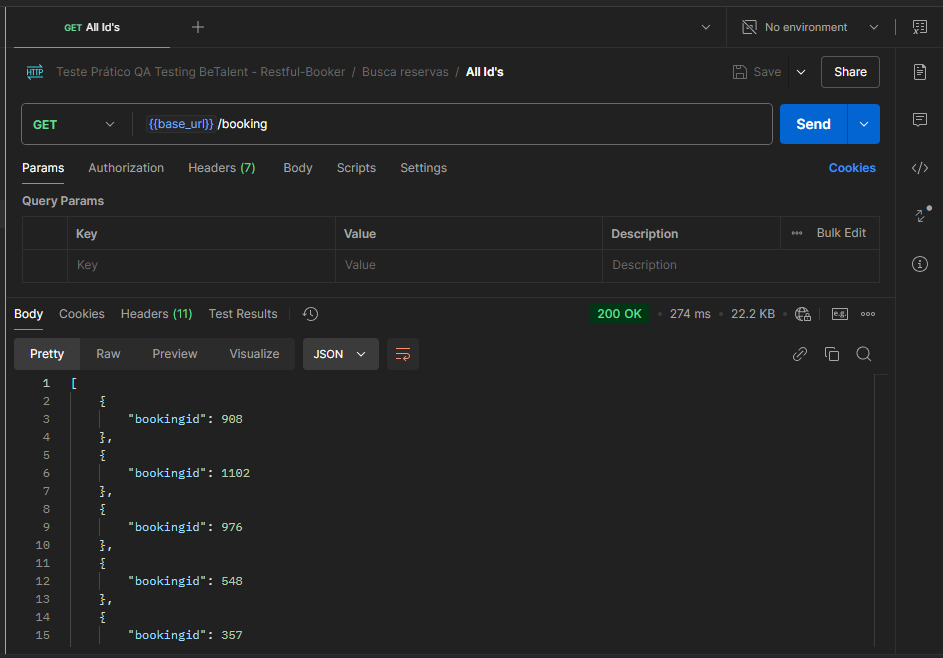 GET All Id's
No environment
HTTP Teste Prático QA Testing BeTalent - Restful-Booker / Busca reservas / All Id's Save Share
GET {{base_url}} /booking Send
Params Authorization Headers (7) Body Scripts Settings Cookies
Query Params
Key Value Description Bulk Edit
Key Value Description
Body Cookies Headers (11) Test Results 200 OK 274 ms 22.2 KB e.g.
Pretty Raw Preview Visualize JSON
1 [
2 {
3 "bookingid": 908
4 },
5 {
6 "bookingid": 1102
7 },
8 {
9 "bookingid": 976
10 },
11 {
12 "bookingid": 548
13 },
14 {
15 "bookingid": 357